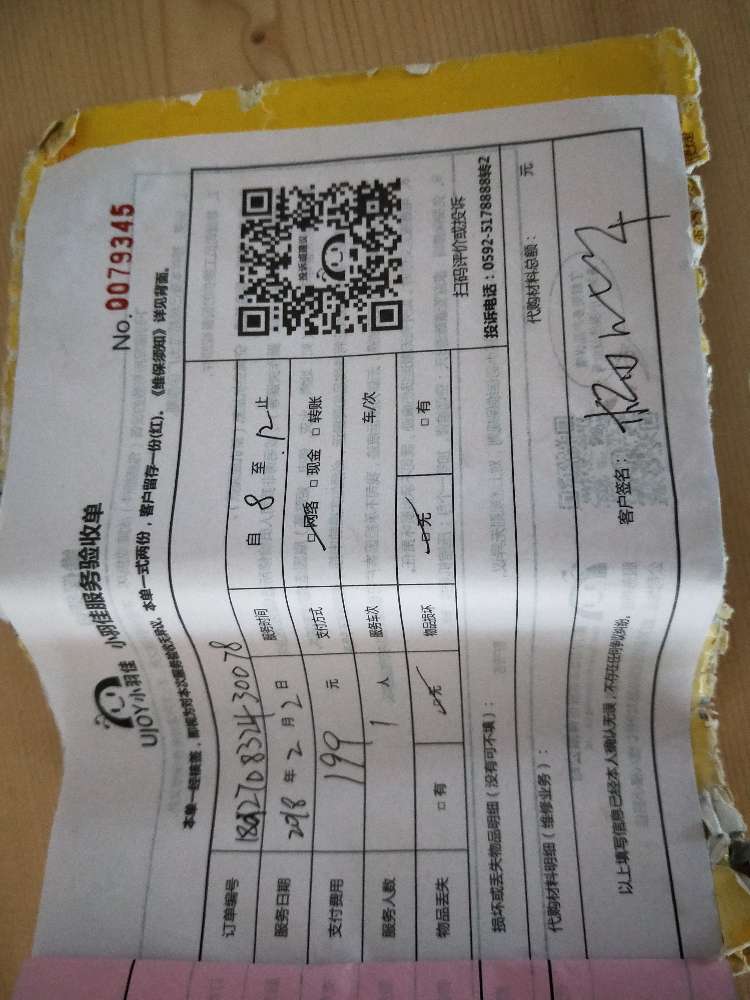 No. 0079345
UJOY小羽佳 小羽佳服务验收单
本单一式两份，客户留存一份(红)。《维保须知》详见背面。
订单编号
服务时间 自 8 至 12 止
服务日期 2018 年 2 月 2 日
支付方式 网络 现金 转账
支付费用 199 元
服务车次 车/次
服务人数 1 人
物品损坏 无 有
物品丢失 有 无
投诉或建议
扫码评价或投诉
投诉电话：0592-5178888转2
损坏或丢失物品明细（没有可不填）：
代购材料明细（维修业务）：
代购材料总额： 元
以上填写信息已经本人确认无误，不存在任何争议纠纷。
客户签名：